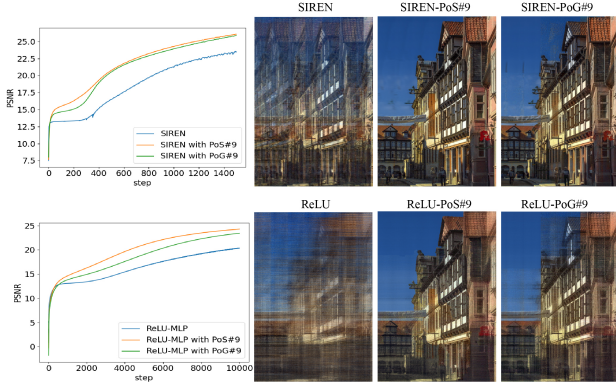 SIREN
SIREN-PoS#9
SIREN-PoG#9
PSNR
25.0
22.5
20.0
17.5
15.0
12.5
10.0
7.5
SIREN
SIREN with PoS#9
SIREN with PoG#9
0 200 400 600 800 1000 1200 1400
step
ReLU
ReLU-PoS#9
ReLU-PoG#9
PSNR
25
20
15
10
5
0
ReLU-MLP
ReLU-MLP with PoS#9
ReLU-MLP with PoG#9
0 2000 4000 6000 8000 10000
step